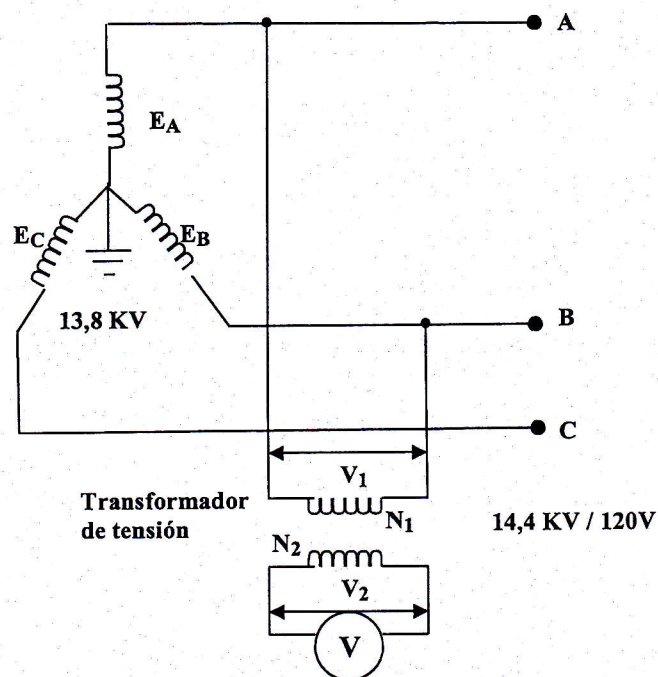 A
E_A
E_C
E_B
13,8 KV
B
C
V_1
Transformador
de tensión
N_1
14,4 KV / 120V
N_2
V_2
V